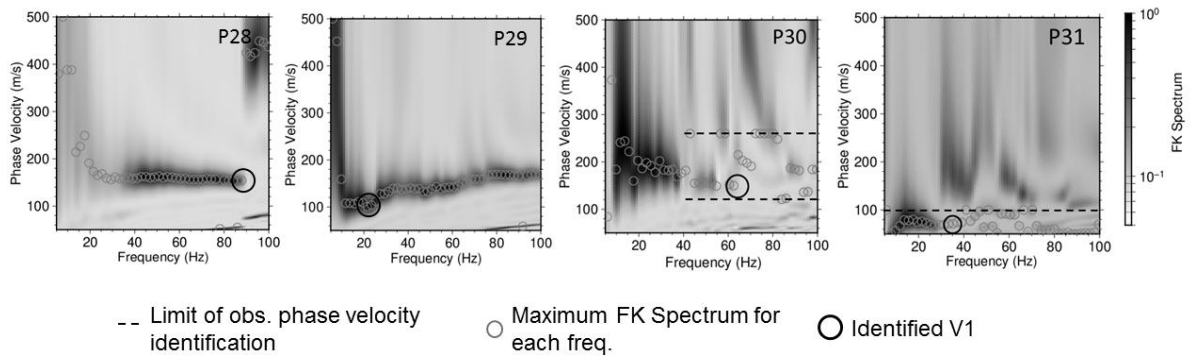 P28
P29
P30
P31
500
400
300
200
100
Phase Velocity (m/s)
20 40 60 80 100
Frequency (Hz)
500
400
300
200
100
Phase Velocity (m/s)
20 40 60 80 100
Frequency (Hz)
500
400
300
200
100
Phase Velocity (m/s)
20 40 60 80 100
Frequency (Hz)
500
400
300
200
100
Phase Velocity (m/s)
20 40 60 80 100
Frequency (Hz)
10⁰
10⁻¹
FK Spectrum
Limit of obs. phase velocity
identification
Maximum FK Spectrum for
each freq.
Identified V1